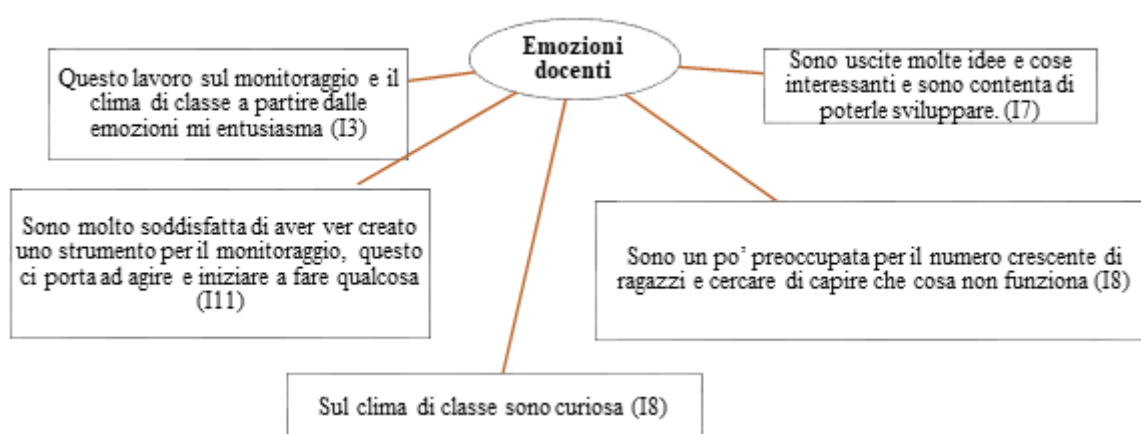 Emozioni
docenti
Questo lavoro sul monitoraggio e il
clima di classe a partire dalle
emozioni mi entusiasma (I3)
Sono uscite molte idee e cose
interessanti e sono contenta di
poterle sviluppare. (I7)
Sono molto soddisfatta di aver ver creato
uno strumento per il monitoraggio, questo
ci porta ad agire e iniziare a fare qualcosa
(I11)
Sono un po’ preoccupata per il numero crescente di
ragazzi e cercare di capire che cosa non funziona (I8)
Sul clima di classe sono curiosa (I8)